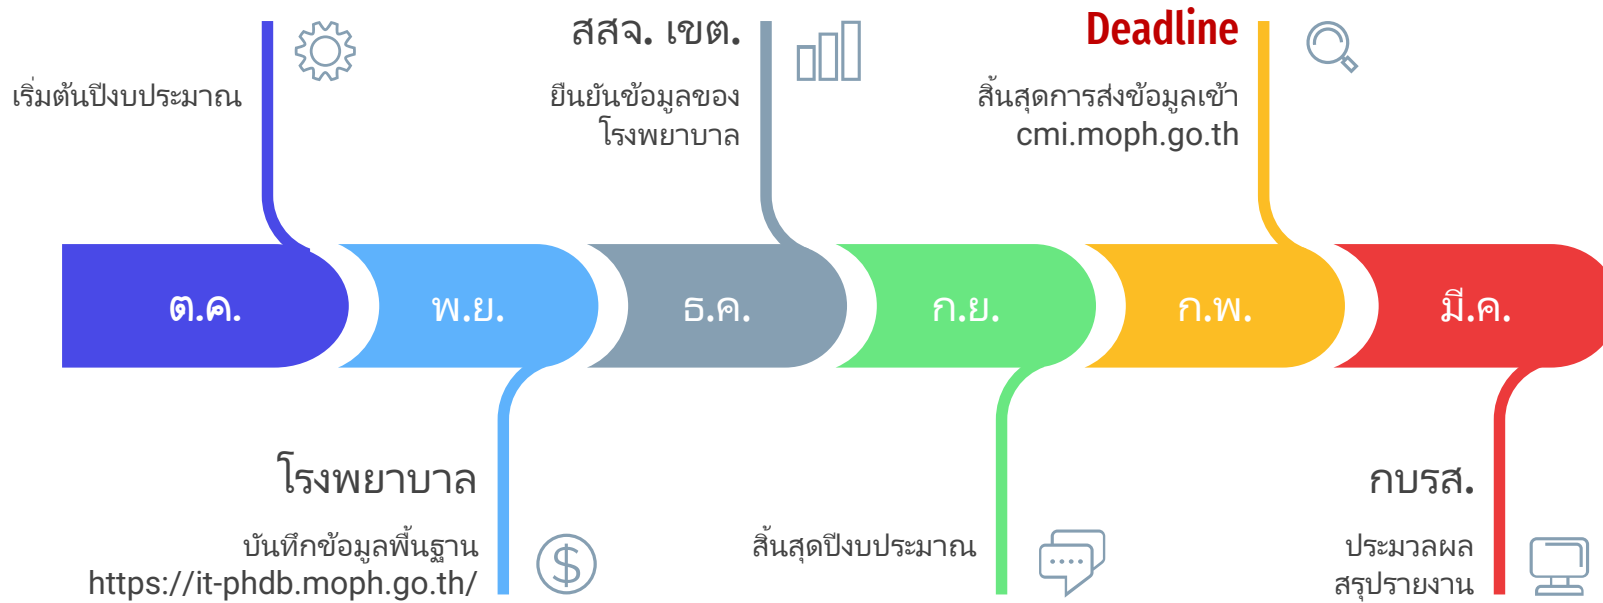 เริ่มต้นปีงบประมาณ
สสจ. เขต.
ยืนยันข้อมูลของ
โรงพยาบาล
Deadline
สิ้นสุดการส่งข้อมูลเข้า
cmi.moph.go.th
ต.ค.
พ.ย.
ธ.ค.
ก.ย.
ก.พ.
มี.ค.
โรงพยาบาล
บันทึกข้อมูลพื้นฐาน
https://it-phdb.moph.go.th/
สิ้นสุดปีงบประมาณ
กบรส.
ประมวลผล
สรุปรายงาน